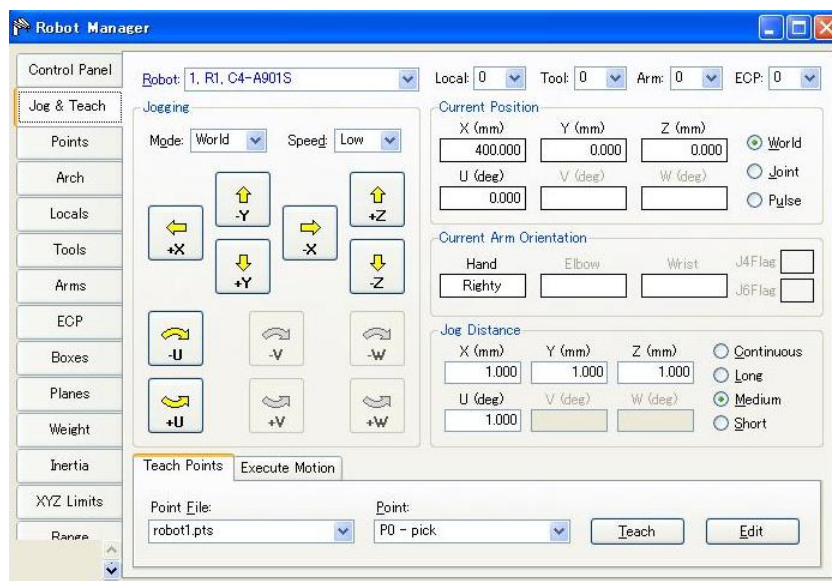 Robot Manager
Control Panel
Jog & Teach
Points
Arch
Locals
Tools
Arms
ECP
Boxes
Planes
Weight
Inertia
XYZ Limits
Range
Robot: 1, R1, C4-A901S
Local: 0 Tool: 0 Arm: 0 ECP: 0
Jogging
Mode: World Speed: Low
+X
-Y
+Y
-X
+Z
-Z
-U -V -W
+U +V +W
Current Position
X (mm) Y (mm) Z (mm)
400.000 0.000 0.000
U (deg) V (deg) W (deg)
0.000
World
Joint
Pulse
Current Arm Orientation
Hand Elbow Wrist J4Flag
Righty J6Flag
Jog Distance
X (mm) Y (mm) Z (mm)
1.000 1.000 1.000
U (deg) V (deg) W (deg)
1.000
Continuous
Long
Medium
Short
Teach Points Execute Motion
Point File: Point:
robot1.pts P0 - pick Teach Edit